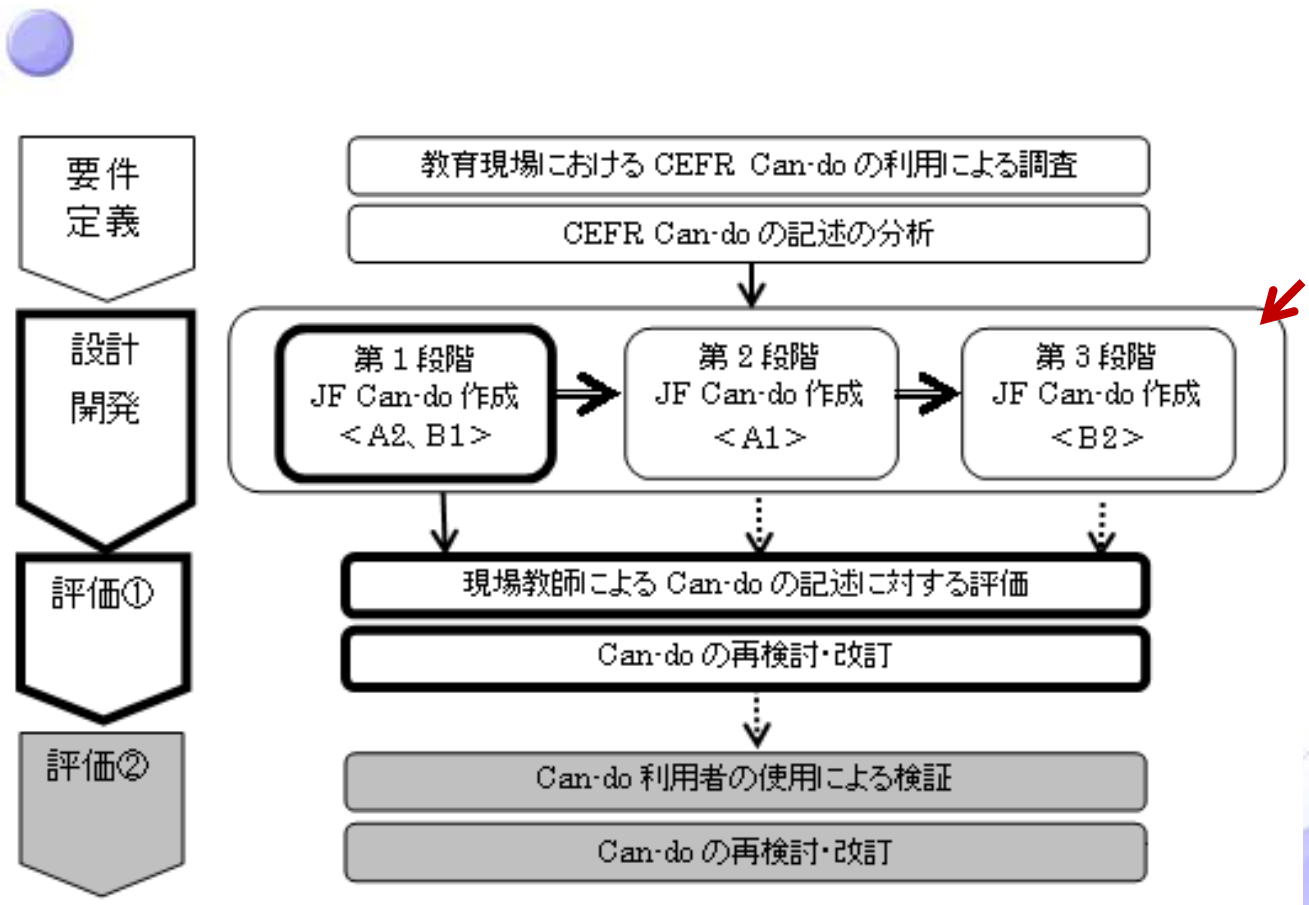 要件
定義
教育現場における CEFR Can-do の利用による調査
CEFR Can-do の記述の分析
設計
開発
第 1 段階
JF Can-do 作成
<A2、B1>
第 2 段階
JF Can-do 作成
<A1>
第 3 段階
JF Can-do 作成
<B2>
評価①
現場教師による Can-do の記述に対する評価
Can-do の再検討・改訂
評価②
Can-do 利用者の使用による検証
Can-do の再検討・改訂